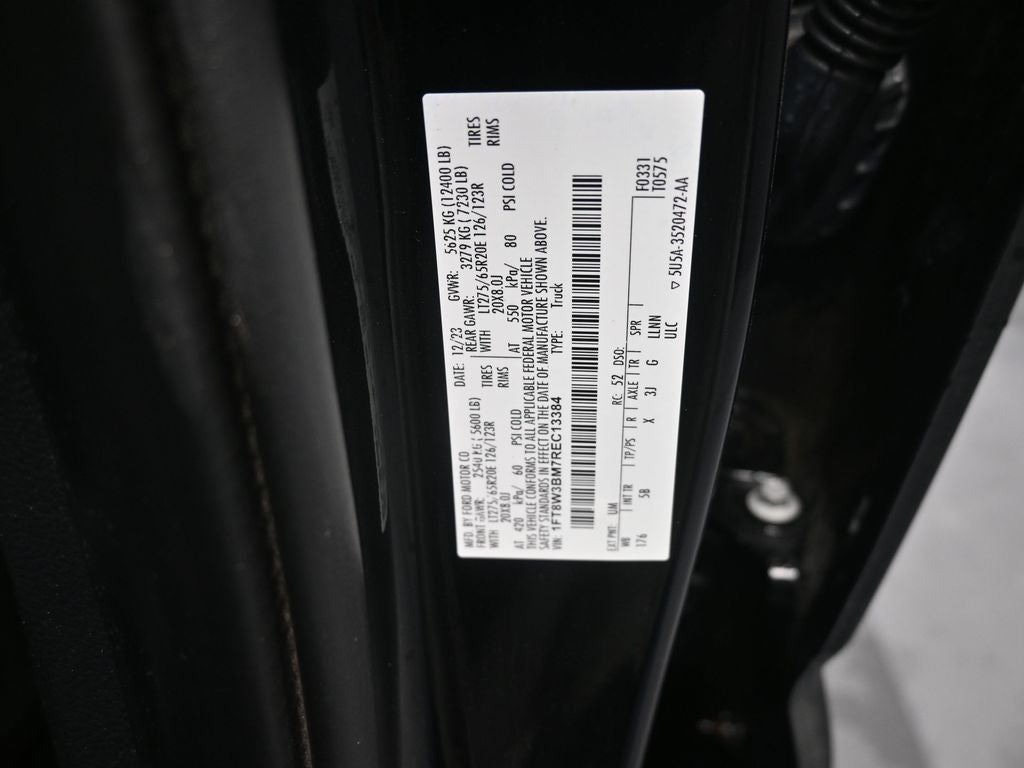 MFD. BY FORD MOTOR CO
DATE: 12/23 GVWR: 5625 KG (12400 LB)
FRONT GAWR: 2540 KG (5600 LB) REAR GAWR: 3279 KG (7230 LB)
WITH LT275/65R20E 126/123R TIRES WITH LT275/65R20E 126/123R TIRES
20X8.0J RIMS 20X8.0J RIMS
AT 420 kPa/ 60 PSI COLD AT 550 kPa/ 80 PSI COLD
THIS VEHICLE CONFORMS TO ALL APPLICABLE FEDERAL MOTOR VEHICLE
SAFETY STANDARDS IN EFFECT ON THE DATE OF MANUFACTURE SHOWN ABOVE.
VIN: 1FT8W3BM7REC13384 TYPE: Truck
EXT PNT: UM RC: 52 DSO:
WB INT TR TP/PS R AXLE TR SPR F0331
176 5B X 3J G LLNN T0575
ULC ▽ 5U5A-3520472-AA